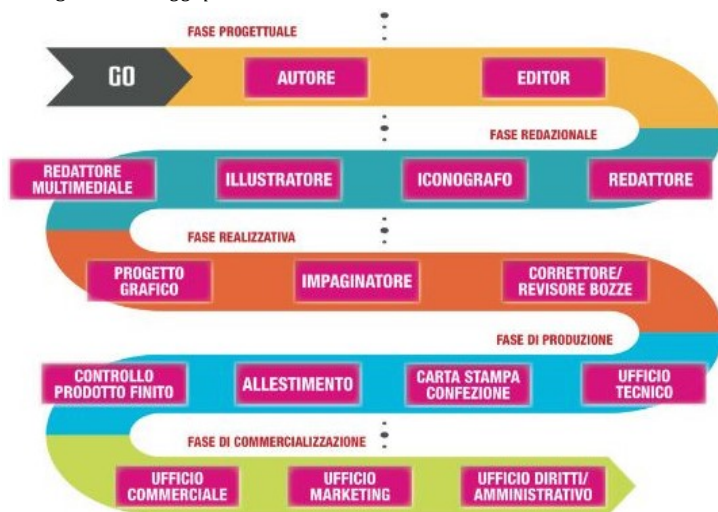 FASE PROGETTUALE
GO
AUTORE
EDITOR
FASE REDAZIONALE
REDATTORE
MULTIMEDIALE
ILLUSTRATORE
ICONOGRAFO
REDATTORE
FASE REALIZZATIVA
PROGETTO
GRAFICO
IMPAGINATORE
CORRETTORE/
REVISORE BOZZE
FASE DI PRODUZIONE
CONTROLLO
PRODOTTO FINITO
ALLESTIMENTO
CARTA STAMPA
CONFEZIONE
UFFICIO
TECNICO
FASE DI COMMERCIALIZZAZIONE
UFFICIO
COMMERCIALE
UFFICIO
MARKETING
UFFICIO DIRITTI/
AMMINISTRATIVO